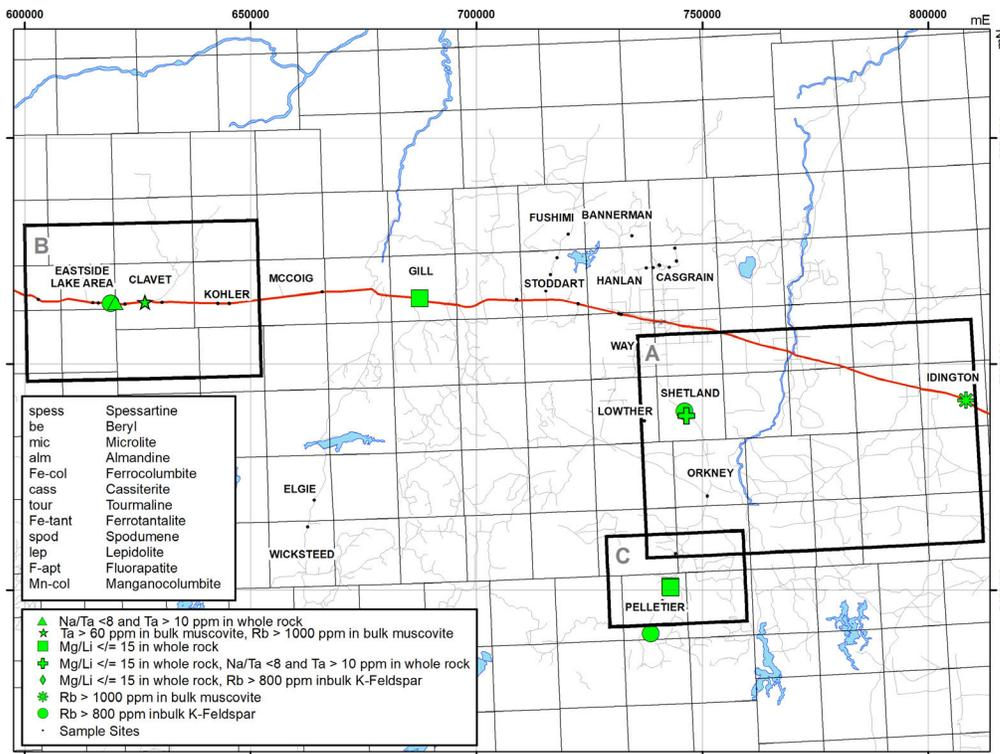 600000 650000 700000 750000 800000 mE
FUSHIMI BANNERMAN
B
EASTSIDE
LAKE AREA
CLAVET
KOHLER
MCCOIG
GILL
STODDART
HANLAN
CASGRAIN
WAY
A
IDINGTON
SHETLAND
LOWTHER
ORKNEY
ELGIE
WICKSTEED
C
PELLETIER
spess Spessartine
be Beryl
mic Microlite
alm Almandine
Fe-col Ferrocolumbite
cass Cassiterite
tour Tourmaline
Fe-tant Ferrotantalite
spod Spodumene
lep Lepidolite
F-apt Fluorapatite
Mn-col Manganocolumbite
Na/Ta <8 and Ta > 10 ppm in whole rock
Ta > 60 ppm in bulk muscovite, Rb > 1000 ppm in bulk muscovite
Mg/Li </= 15 in whole rock
Mg/Li </= 15 in whole rock, Na/Ta <8 and Ta > 10 ppm in whole rock
Mg/Li </= 15 in whole rock, Rb > 800 ppm inbulk K-Feldspar
Rb > 1000 ppm in bulk muscovite
Rb > 800 ppm inbulk K-Feldspar
Sample Sites